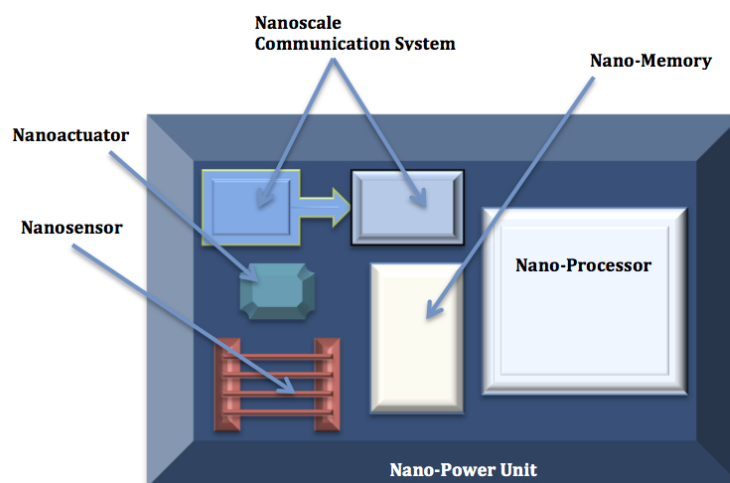 Nanoscale
Communication System
Nano-Memory
Nanoactuator
Nanosensor
Nano-Processor
Nano-Power Unit